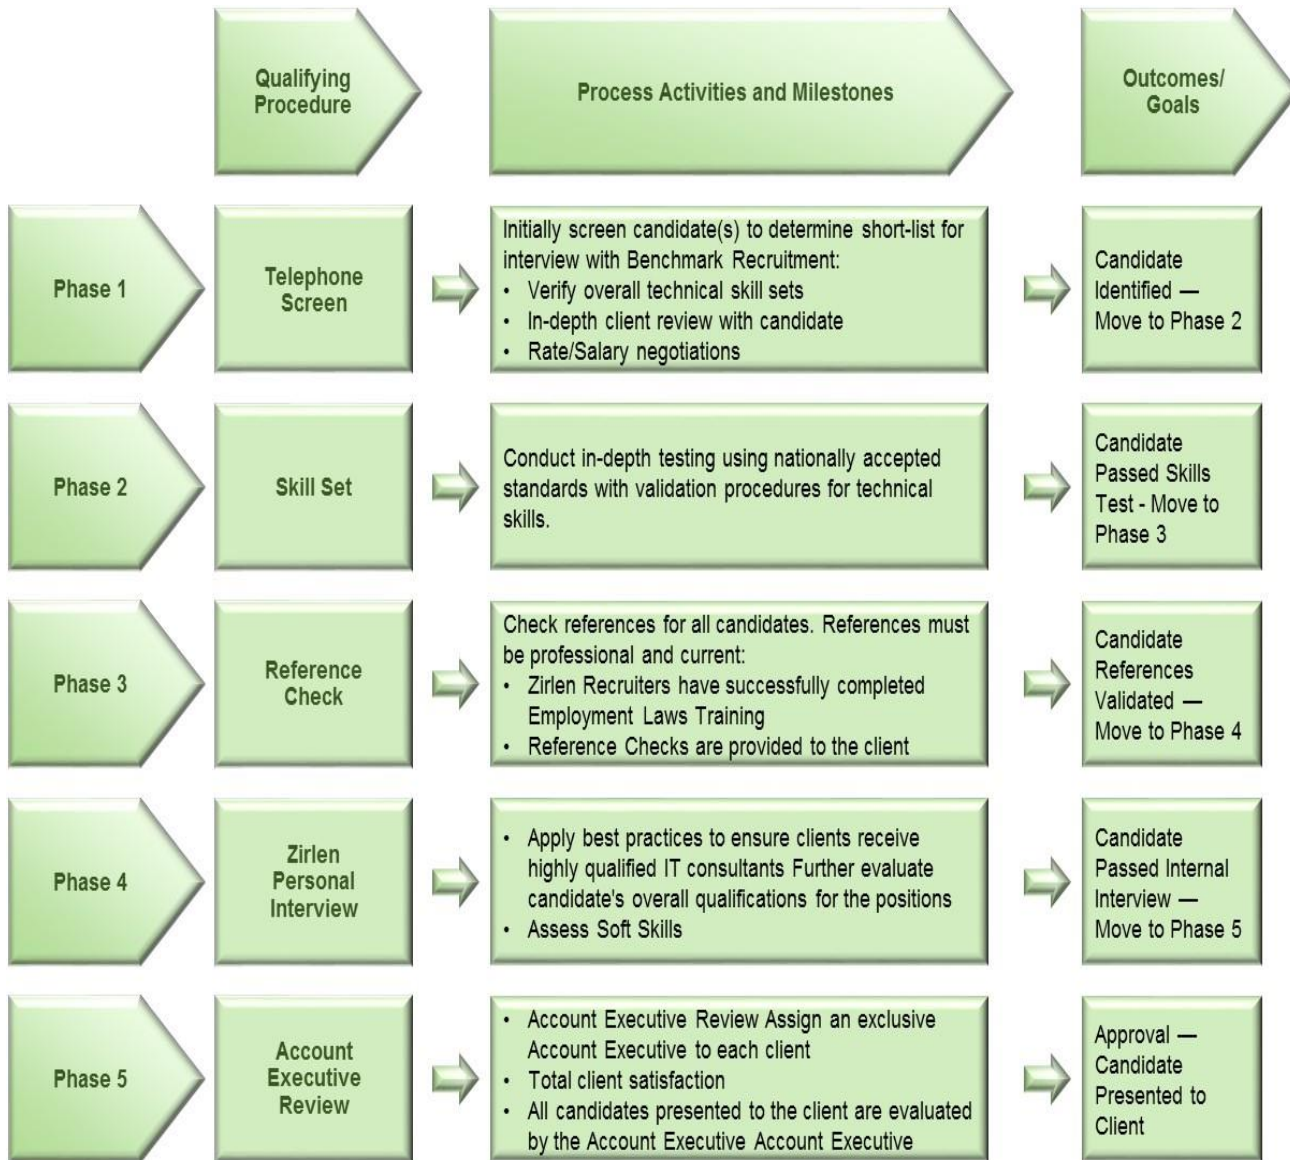 Qualifying
Procedure
Process Activities and Milestones
Outcomes/
Goals
Phase 1
Telephone
Screen
Initially screen candidate(s) to determine short-list for
interview with Benchmark Recruitment:
• Verify overall technical skill sets
• In-depth client review with candidate
• Rate/Salary negotiations
Candidate
Identified —
Move to Phase 2
Phase 2
Skill Set
Conduct in-depth testing using nationally accepted
standards with validation procedures for technical
skills.
Candidate
Passed Skills
Test - Move to
Phase 3
Phase 3
Reference
Check
Check references for all candidates. References must
be professional and current:
• Zirlen Recruiters have successfully completed
Employment Laws Training
• Reference Checks are provided to the client
Candidate
References
Validated —
Move to Phase 4
Phase 4
Zirlen
Personal
Interview
• Apply best practices to ensure clients receive
highly qualified IT consultants Further evaluate
candidate's overall qualifications for the positions
• Assess Soft Skills
Candidate
Passed Internal
Interview —
Move to Phase 5
Phase 5
Account
Executive
Review
• Account Executive Review Assign an exclusive
Account Executive to each client
• Total client satisfaction
• All candidates presented to the client are evaluated
by the Account Executive Account Executive
Approval —
Candidate
Presented to
Client